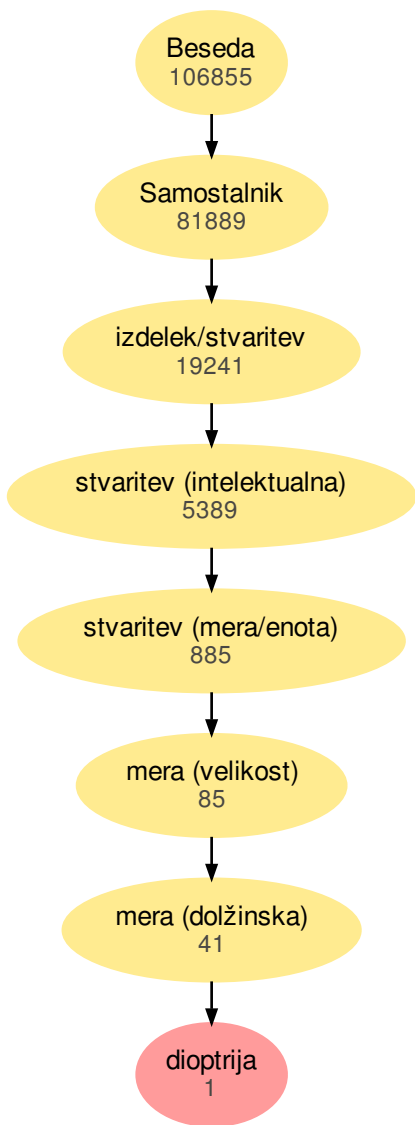 Beseda
106855
Samostalnik
81889
izdelek/stvaritev
19241
stvaritev (intelektualna)
5389
stvaritev (mera/enota)
885
mera (velikost)
85
mera (dolžinska)
41
dioptrija
1